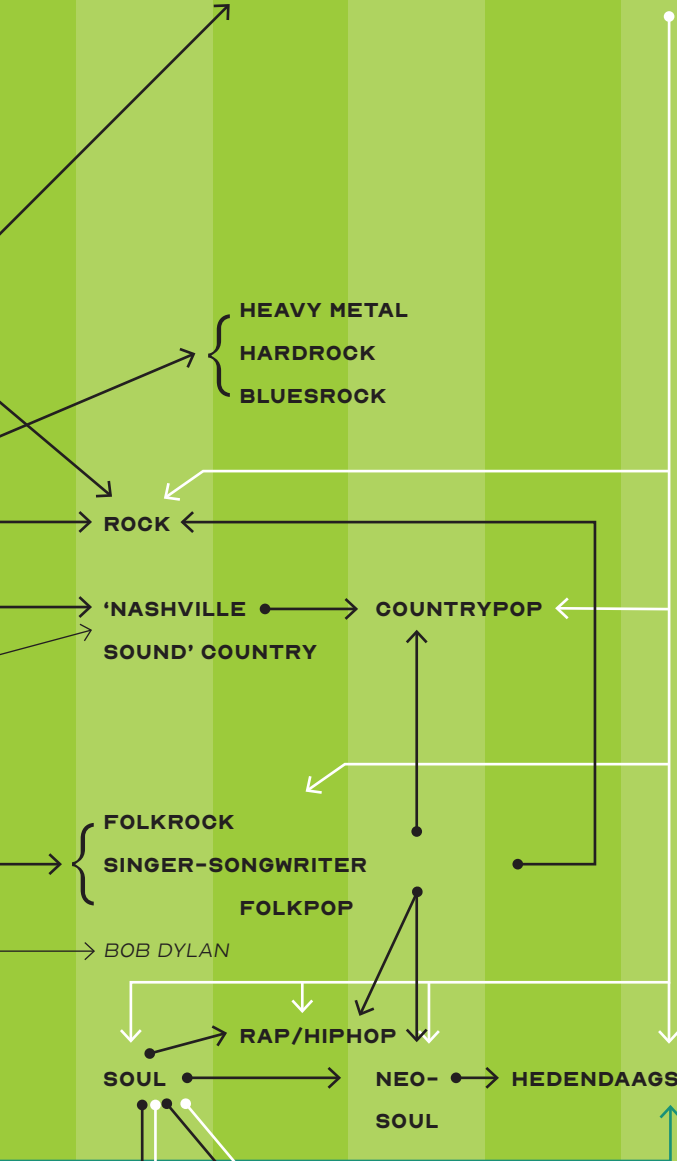 HEAVY METAL
HARDROCK
BLUESROCK
ROCK
‘NASHVILLE
SOUND’ COUNTRY
COUNTRYPOP
FOLKROCK
SINGER-SONGWRITER
FOLKPOP
BOB DYLAN
RAP/HIPHOP
SOUL
NEO-
SOUL
HEDENDAAGS